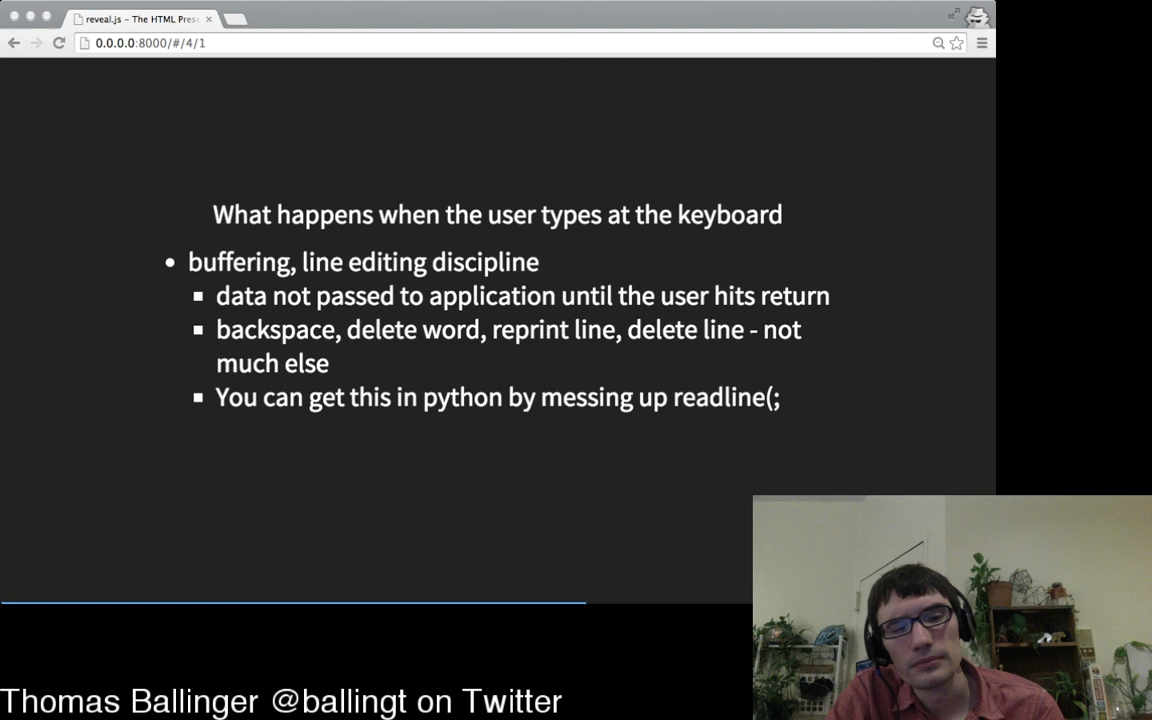 reveal.js - The HTML Pres
0.0.0.0:8000/#/4/1
What happens when the user types at the keyboard
buffering, line editing discipline
data not passed to application until the user hits return
backspace, delete word, reprint line, delete line - not
much else
You can get this in python by messing up readline(;
Thomas Ballinger @ballingt on Twitter